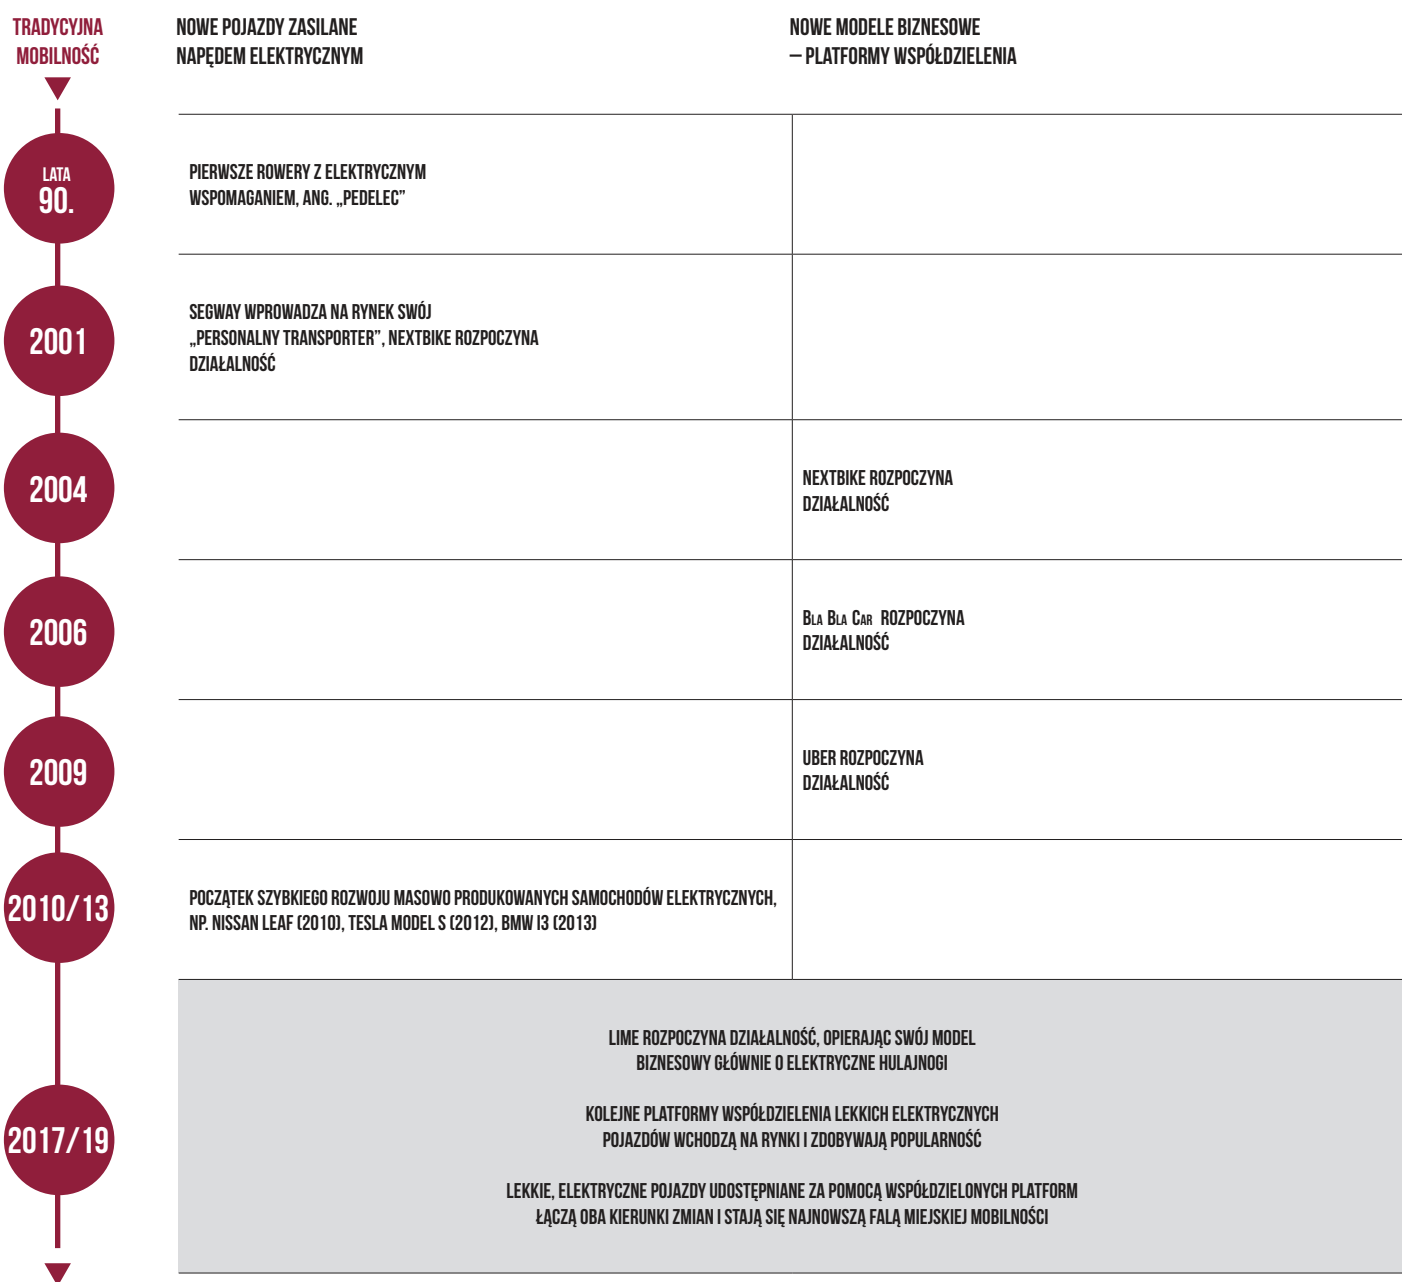 TRADYCYJNA
MOBILNOŚĆ
NOWE POJAZDY ZASILANE
NAPĘDEM ELEKTRYCZNYM
NOWE MODELE BIZNESOWE
– PLATFORMY WSPÓŁDZIELENIA
LATA
90.
PIERWSZE ROWERY Z ELEKTRYCZNYM
WSPOMAGANIEM, ANG. „PEDELEC”
2001
SEGWAY WPROWADZA NA RYNEK SWÓJ
„PERSONALNY TRANSPORTER”, NEXTBIKE ROZPOCZYNA
DZIAŁALNOŚĆ
2004
NEXTBIKE ROZPOCZYNA
DZIAŁALNOŚĆ
2006
Bla Bla Car ROZPOCZYNA
DZIAŁALNOŚĆ
2009
UBER ROZPOCZYNA
DZIAŁALNOŚĆ
2010/13
POCZĄTEK SZYBKIEGO ROZWOJU MASOWO PRODUKOWANYCH SAMOCHODÓW ELEKTRYCZNYCH,
NP. NISSAN LEAF (2010), TESLA MODEL S (2012), BMW I3 (2013)
2017/19
LIME ROZPOCZYNA DZIAŁALNOŚĆ, OPIERAJĄC SWÓJ MODEL
BIZNESOWY GŁÓWNIE O ELEKTRYCZNE HULAJNOGI
KOLEJNE PLATFORMY WSPÓŁDZIELENIA LEKKICH ELEKTRYCZNYCH
POJAZDÓW WCHODZĄ NA RYNKI I ZDOBYWAJĄ POPULARNOŚĆ
LEKKIE, ELEKTRYCZNE POJAZDY UDOSTĘPNIANE ZA POMOCĄ WSPÓŁDZIELONYCH PLATFORM
ŁĄCZĄ OBA KIERUNKI ZMIAN I STAJĄ SIĘ NAJNOWSZĄ FALĄ MIEJSKIEJ MOBILNOŚCI